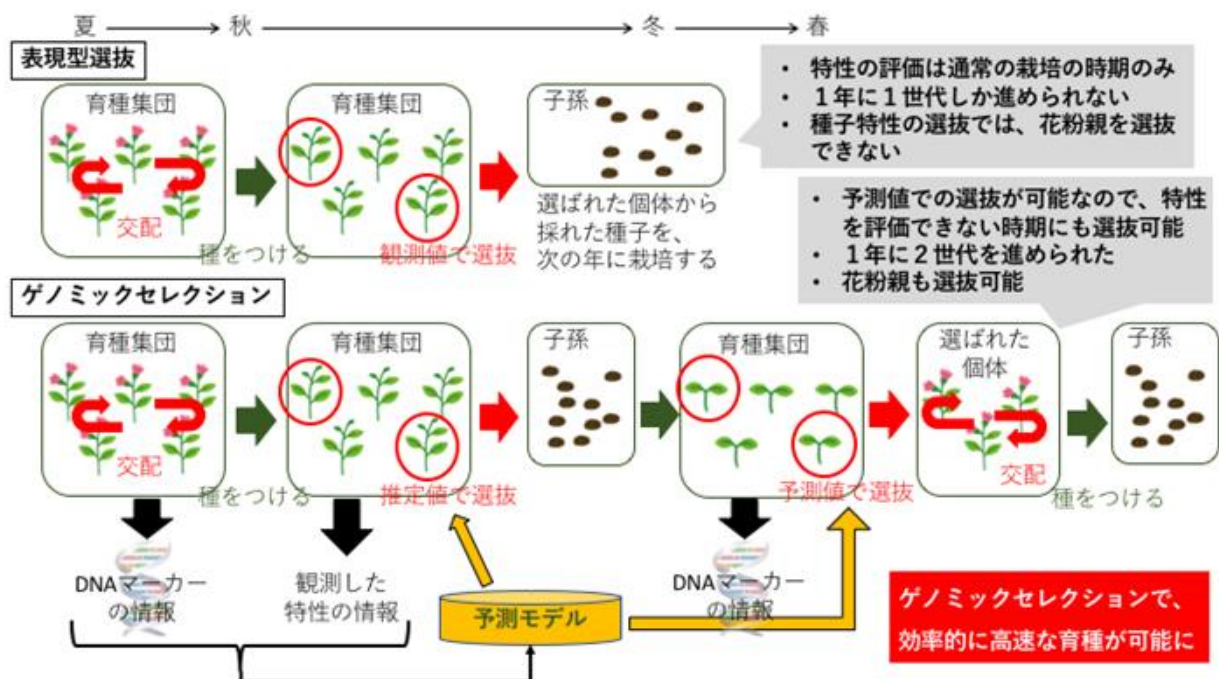 夏 秋 冬 春
表現型選抜
育種集団
交配
種をつける
育種集団
観測値で選抜
子孫
選ばれた個体から
採れた種子を、
次の年に栽培する
・ 特性の評価は通常の栽培の時期のみ
・ １年に１世代しか進められない
・ 種子特性の選抜では、花粉親を選抜
できない
・ 予測値での選抜が可能なので、特性
を評価できない時期にも選抜可能
・ １年に２世代を進められた
・ 花粉親も選抜可能
ゲノミックセレクション
育種集団
交配
種をつける
育種集団
推定値で選抜
子孫
育種集団
予測値で選抜
選ばれた
個体
交配
種をつける
子孫
DNAマーカー
の情報
観測した
特性の情報
予測モデル
DNAマーカー
の情報
ゲノミックセレクションで、
効率的に高速な育種が可能に